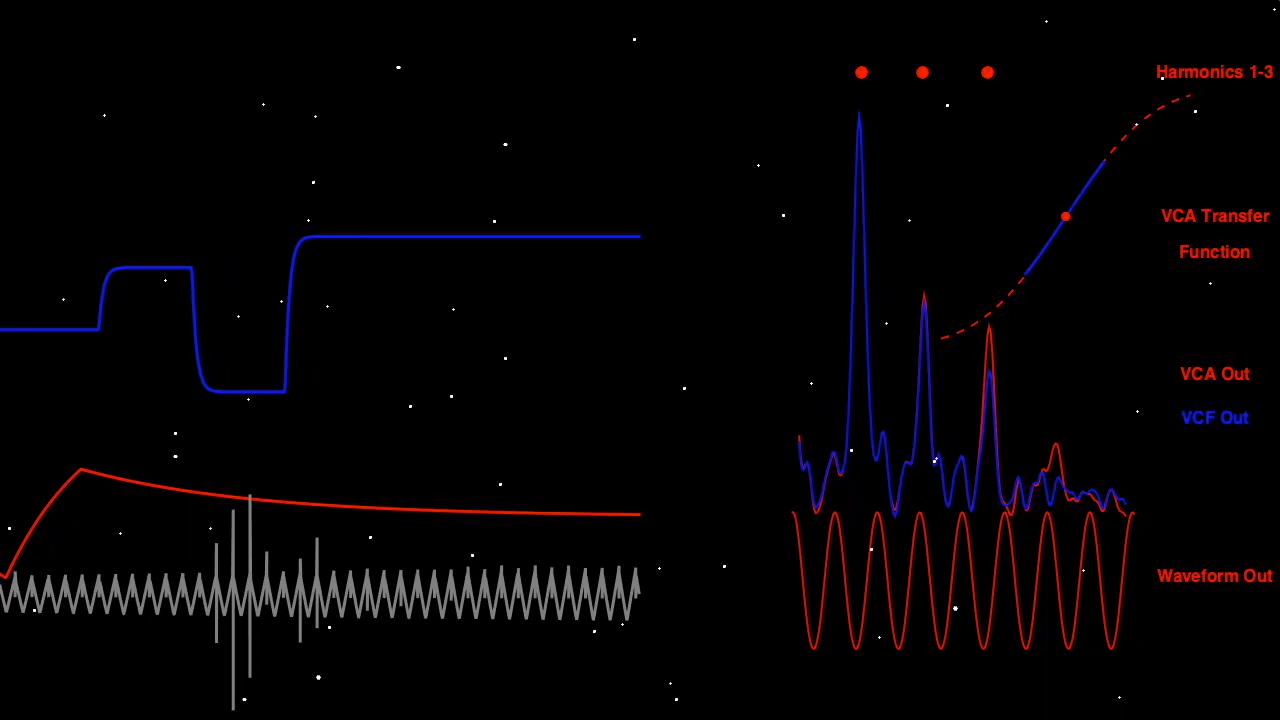 Harmonics 1-3
VCA Transfer
Function
VCA Out
VCF Out
Waveform Out